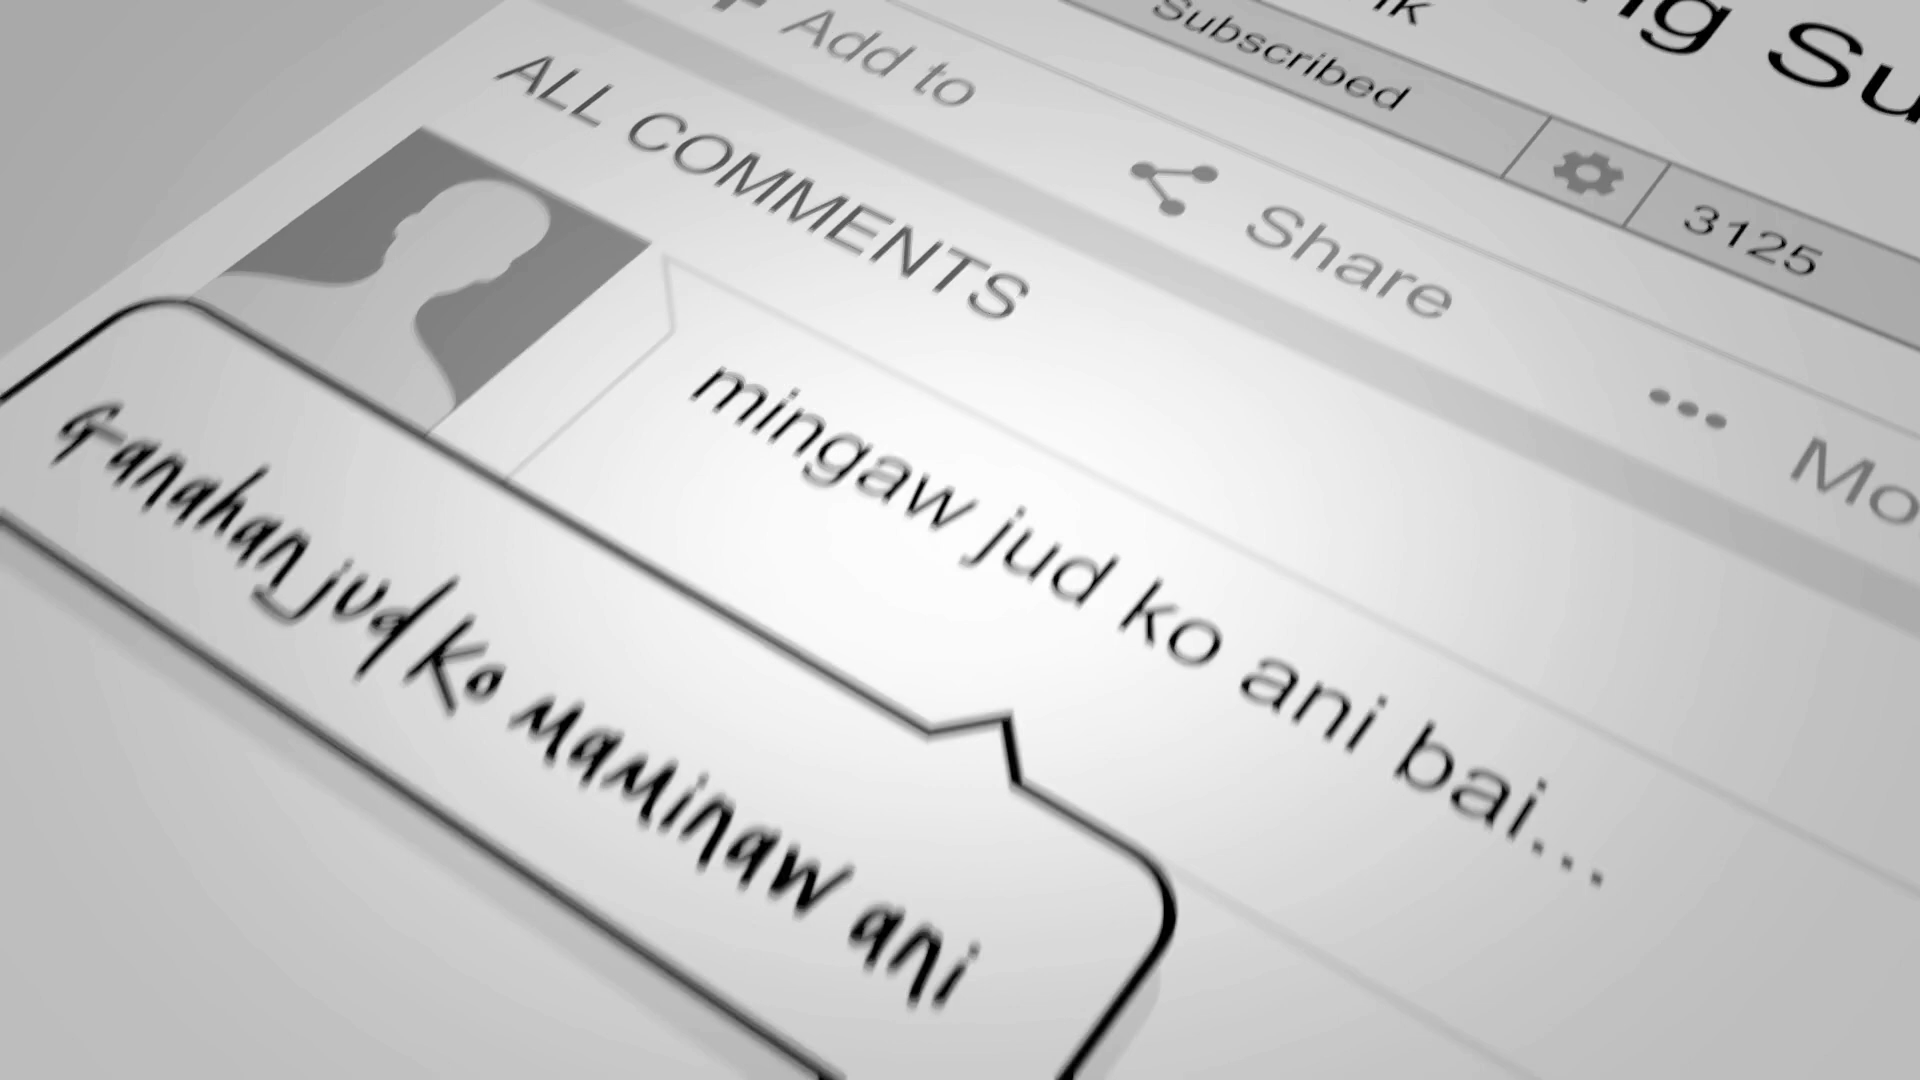 Subscribed
3125
Add to
Share
ALL COMMENTS
mingaw jud ko ani bai...
Ganahan jud ko maminaw ani